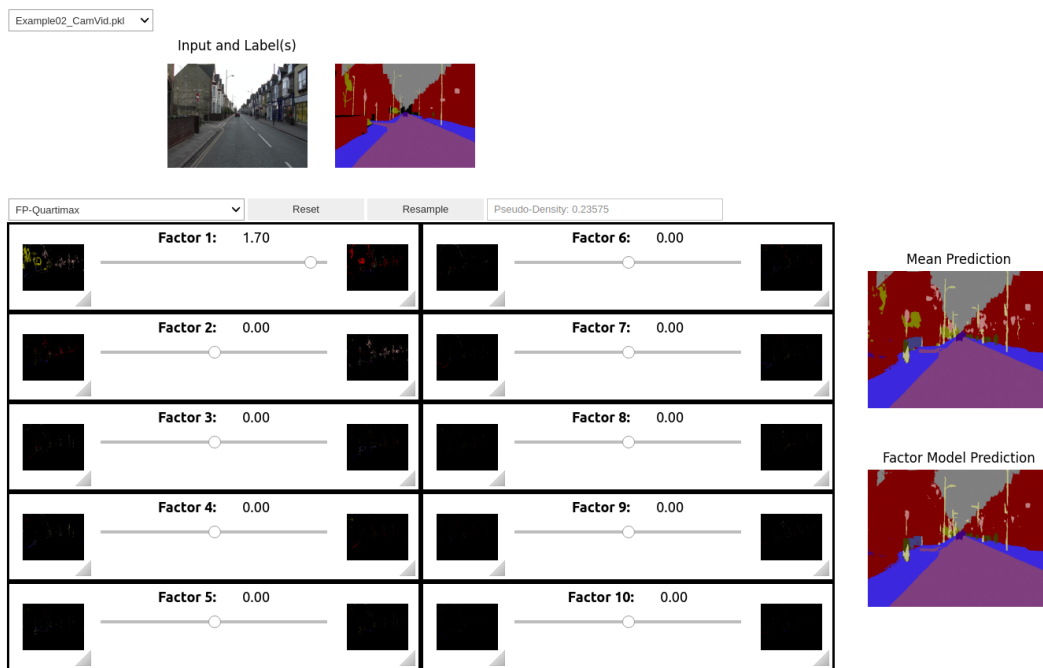 Example02_CamVid.pkl
Input and Label(s)
FP-Quartimax
Reset
Resample
Pseudo-Density: 0.23575
Factor 1: 1.70
Factor 6: 0.00
Factor 2: 0.00
Factor 7: 0.00
Factor 3: 0.00
Factor 8: 0.00
Factor 4: 0.00
Factor 9: 0.00
Factor 5: 0.00
Factor 10: 0.00
Mean Prediction
Factor Model Prediction